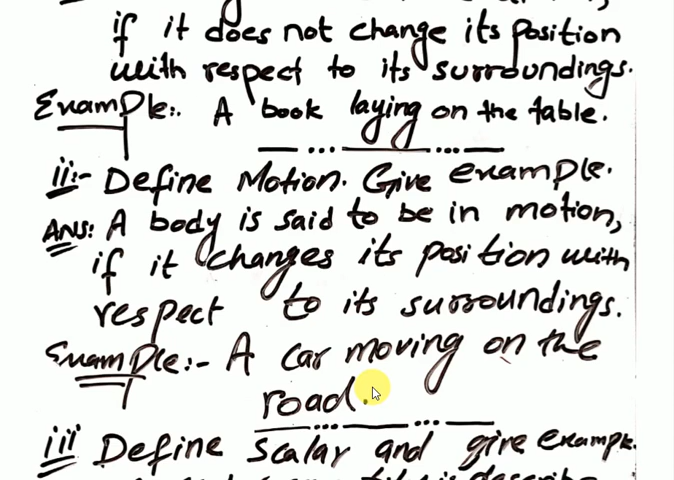 if it does not change its position
with respect to its surroundings.
Example:. A book laying on the table.
ii:- Define Motion. Give example.
Ans: A body is said to be in motion,
if it changes its position with
respect to its surroundings.
Example:- A car moving on the
road.
iii Define Scalar and give Example.
is describe